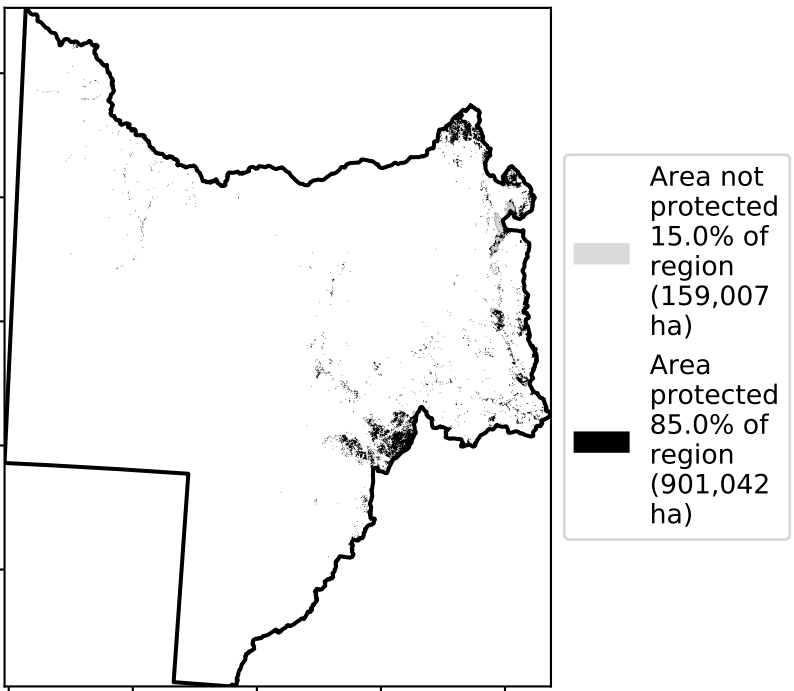 Area not
protected
15.0% of
region
(159,007
ha)
Area
protected
85.0% of
region
(901,042
ha)